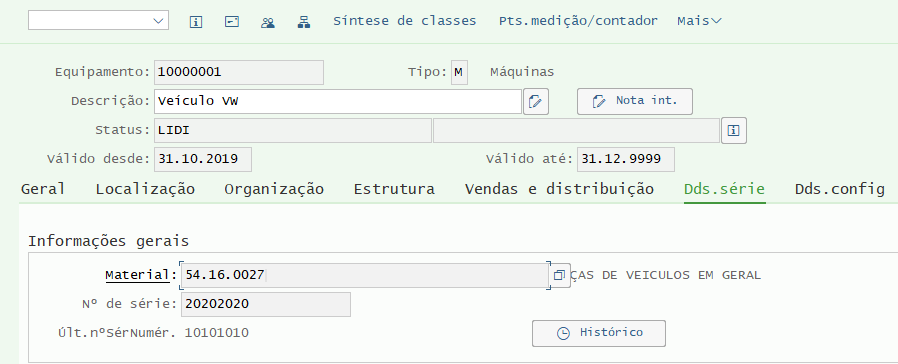 Síntese de classes Pts.medição/contador Mais
Equipamento: 10000001 Tipo: M Máquinas
Descrição: Veículo VW Nota int.
Status: LIDI
Válido desde: 31.10.2019 Válido até: 31.12.9999
Geral Localização Organização Estrutura Vendas e distribuição Dds.série Dds.config
Informações gerais
Material: 54.16.0027 ÇAS DE VEICULOS EM GERAL
Nº de série: 20202020
Últ.nºSérNumér. 10101010 Histórico